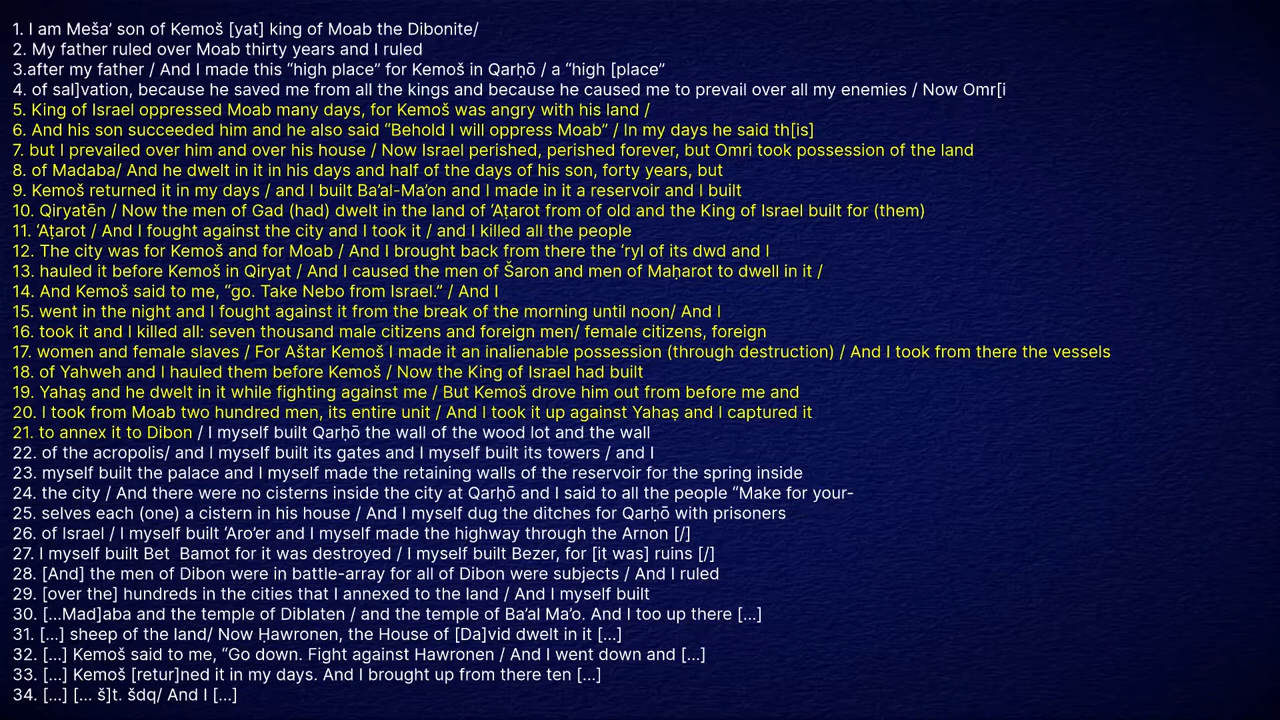 1. I am Meša’ son of Kemoš [yat] king of Moab the Dibonite/
2. My father ruled over Moab thirty years and I ruled
3.after my father / And I made this “high place” for Kemoš in Qarḥō / a “high [place”
4. of sal]vation, because he saved me from all the kings and because he caused me to prevail over all my enemies / Now Omr[i
5. King of Israel oppressed Moab many days, for Kemoš was angry with his land /
6. And his son succeeded him and he also said “Behold I will oppress Moab” / In my days he said th[is]
7. but I prevailed over him and over his house / Now Israel perished, perished forever, but Omri took possession of the land
8. of Madaba/ And he dwelt in it in his days and half of the days of his son, forty years, but
9. Kemoš returned it in my days / and I built Ba’al-Ma’on and I made in it a reservoir and I built
10. Qiryatēn / Now the men of Gad (had) dwelt in the land of ‘Aṭarot from of old and the King of Israel built for (them)
11. ‘Aṭarot / And I fought against the city and I took it / and I killed all the people
12. The city was for Kemoš and for Moab / And I brought back from there the ‘ryl of its dwd and I
13. hauled it before Kemoš in Qiryat / And I caused the men of Šaron and men of Maḥarot to dwell in it /
14. And Kemoš said to me, “go. Take Nebo from Israel.” / And I
15. went in the night and I fought against it from the break of the morning until noon/ And I
16. took it and I killed all: seven thousand male citizens and foreign men/ female citizens, foreign
17. women and female slaves / For Aštar Kemoš I made it an inalienable possession (through destruction) / And I took from there the vessels
18. of Yahweh and I hauled them before Kemoš / Now the King of Israel had built
19. Yahaṣ and he dwelt in it while fighting against me / But Kemoš drove him out from before me and
20. I took from Moab two hundred men, its entire unit / And I took it up against Yahaṣ and I captured it
21. to annex it to Dibon / I myself built Qarḥō the wall of the wood lot and the wall
22. of the acropolis/ and I myself built its gates and I myself built its towers / and I
23. myself built the palace and I myself made the retaining walls of the reservoir for the spring inside
24. the city / And there were no cisterns inside the city at Qarḥō and I said to all the people “Make for your-
25. selves each (one) a cistern in his house / And I myself dug the ditches for Qarḥō with prisoners
26. of Israel / I myself built ‘Aro’er and I myself made the highway through the Arnon [/]
27. I myself built Bet Bamot for it was destroyed / I myself built Bezer, for [it was] ruins [/]
28. [And] the men of Dibon were in battle-array for all of Dibon were subjects / And I ruled
29. [over the] hundreds in the cities that I annexed to the land / And I myself built
30. [...Mad]aba and the temple of Diblaten / and the temple of Ba’al Ma’o. And I too up there [...]
31. [...] sheep of the land/ Now Ḥawronen, the House of [Da]vid dwelt in it [...]
32. [...] Kemoš said to me, “Go down. Fight against Hawronen / And I went down and [...]
33. [...] Kemoš [retur]ned it in my days. And I brought up from there ten [...]
34. [...] [... š]t. šdq/ And I [...]